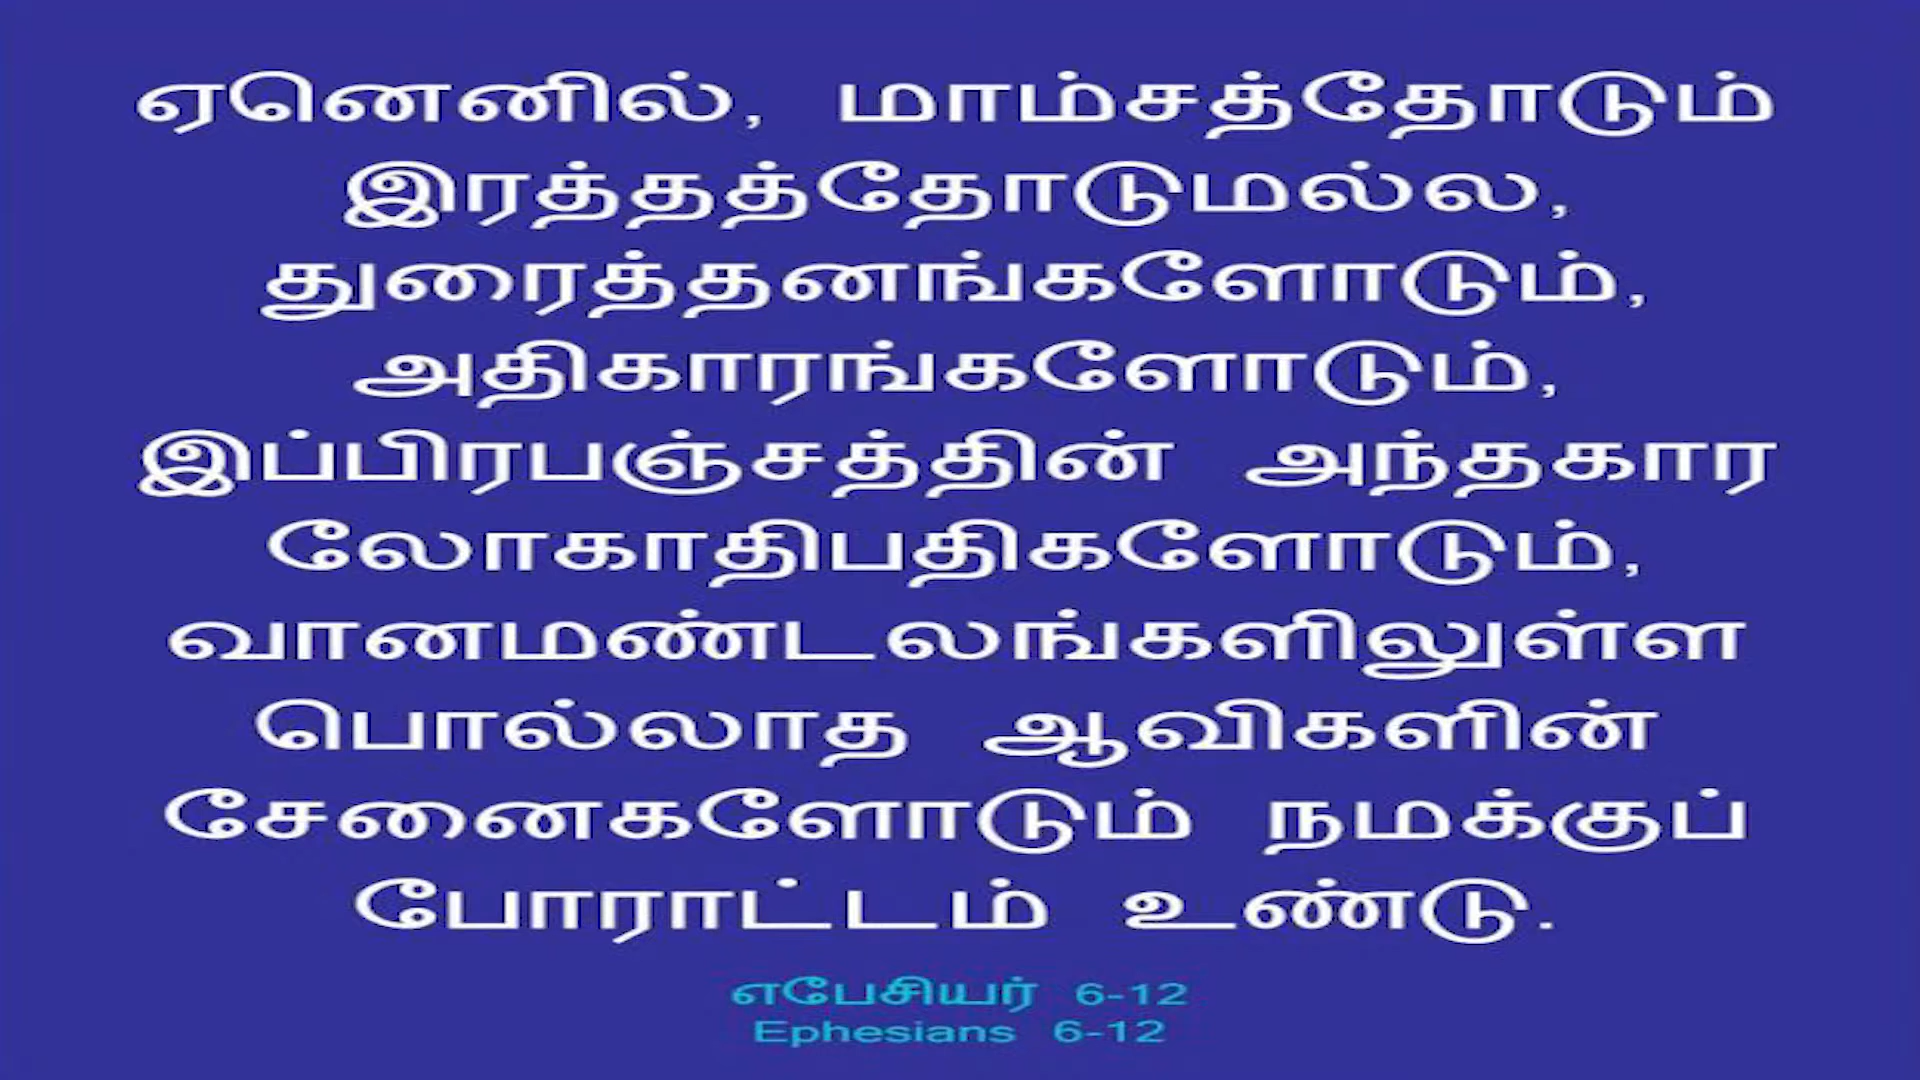 ஏனெனில், மாம்சத்தோடும்
இரத்தத்தோடுமல்ல,
துரைத்தனங்களோடும்,
அதிகாரங்களோடும்,
இப்பிரபஞ்சத்தின் அந்தகார
லோகாதிபதிகளோடும்,
வானமண்டலங்களிலுள்ள
பொல்லாத ஆவிகளின்
சேனைகளோடும் நமக்குப்
போராட்டம் உண்டு.
எபேசியர் 6-12
Ephesians 6-12